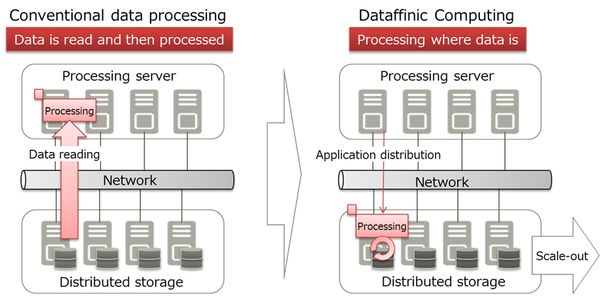 Conventional data processing
Data is read and then processed
Processing server
Processing
Data reading
Network
Distributed storage
Dataffinic Computing
Processing where data is
Processing server
Application distribution
Network
Processing
Distributed storage
Scale-out